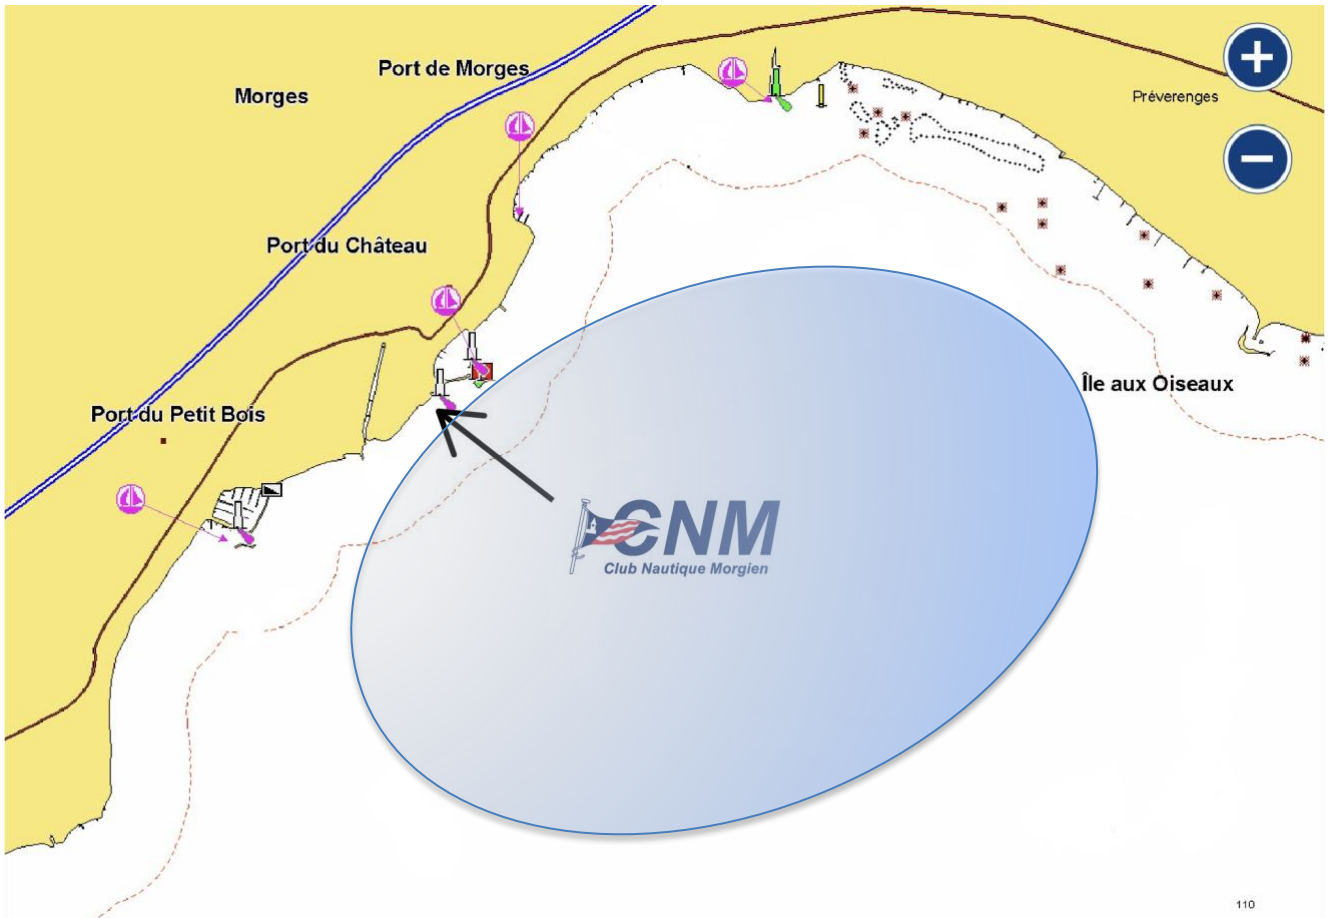 Port de Morges
Morges
Préverenges
Port du Château
Île aux Oiseaux
Port du Petit Bois
CNM
Club Nautique Morgien
110